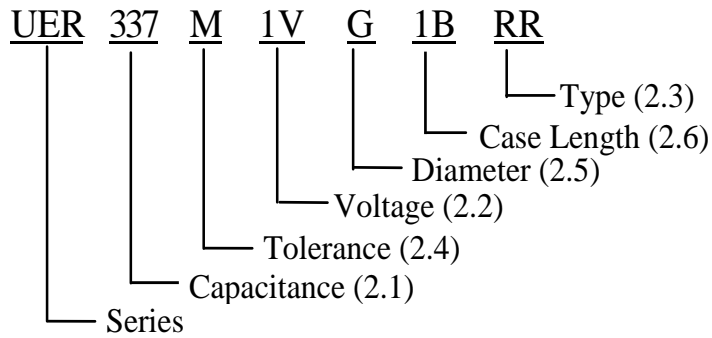 UER 337 M 1V G 1B RR
Type (2.3)
Case Length (2.6)
Diameter (2.5)
Voltage (2.2)
Tolerance (2.4)
Capacitance (2.1)
Series